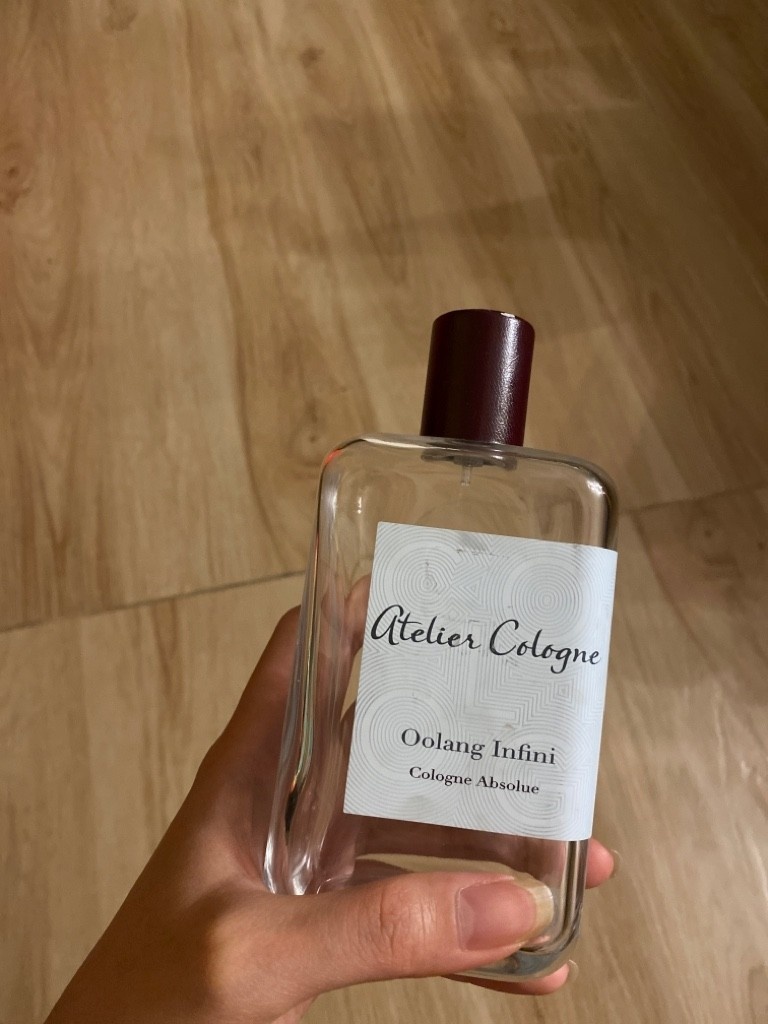 Atelier Cologne
Oolang Infini
Cologne Absolue